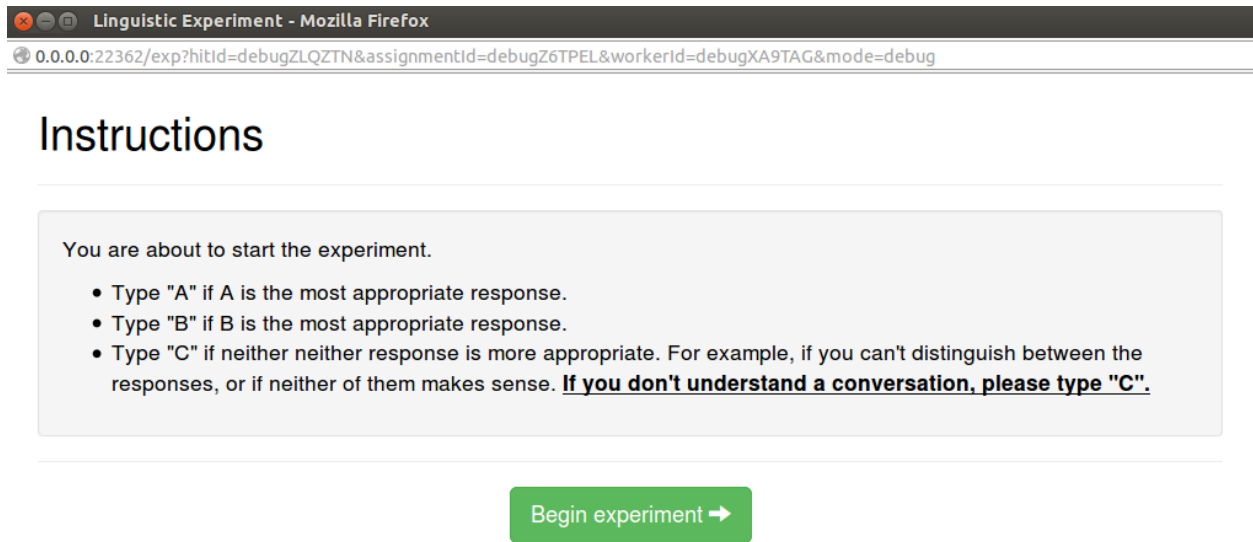 Linguistic Experiment - Mozilla Firefox
0.0.0.0:22362/exp?hitId=debugZLQZTN&assignmentId=debugZ6TPEL&workerId=debugXA9TAG&mode=debug
Instructions
You are about to start the experiment.
• Type "A" if A is the most appropriate response.
• Type "B" if B is the most appropriate response.
• Type "C" if neither neither response is more appropriate. For example, if you can't distinguish between the
responses, or if neither of them makes sense. If you don't understand a conversation, please type "C".
Begin experiment ➔